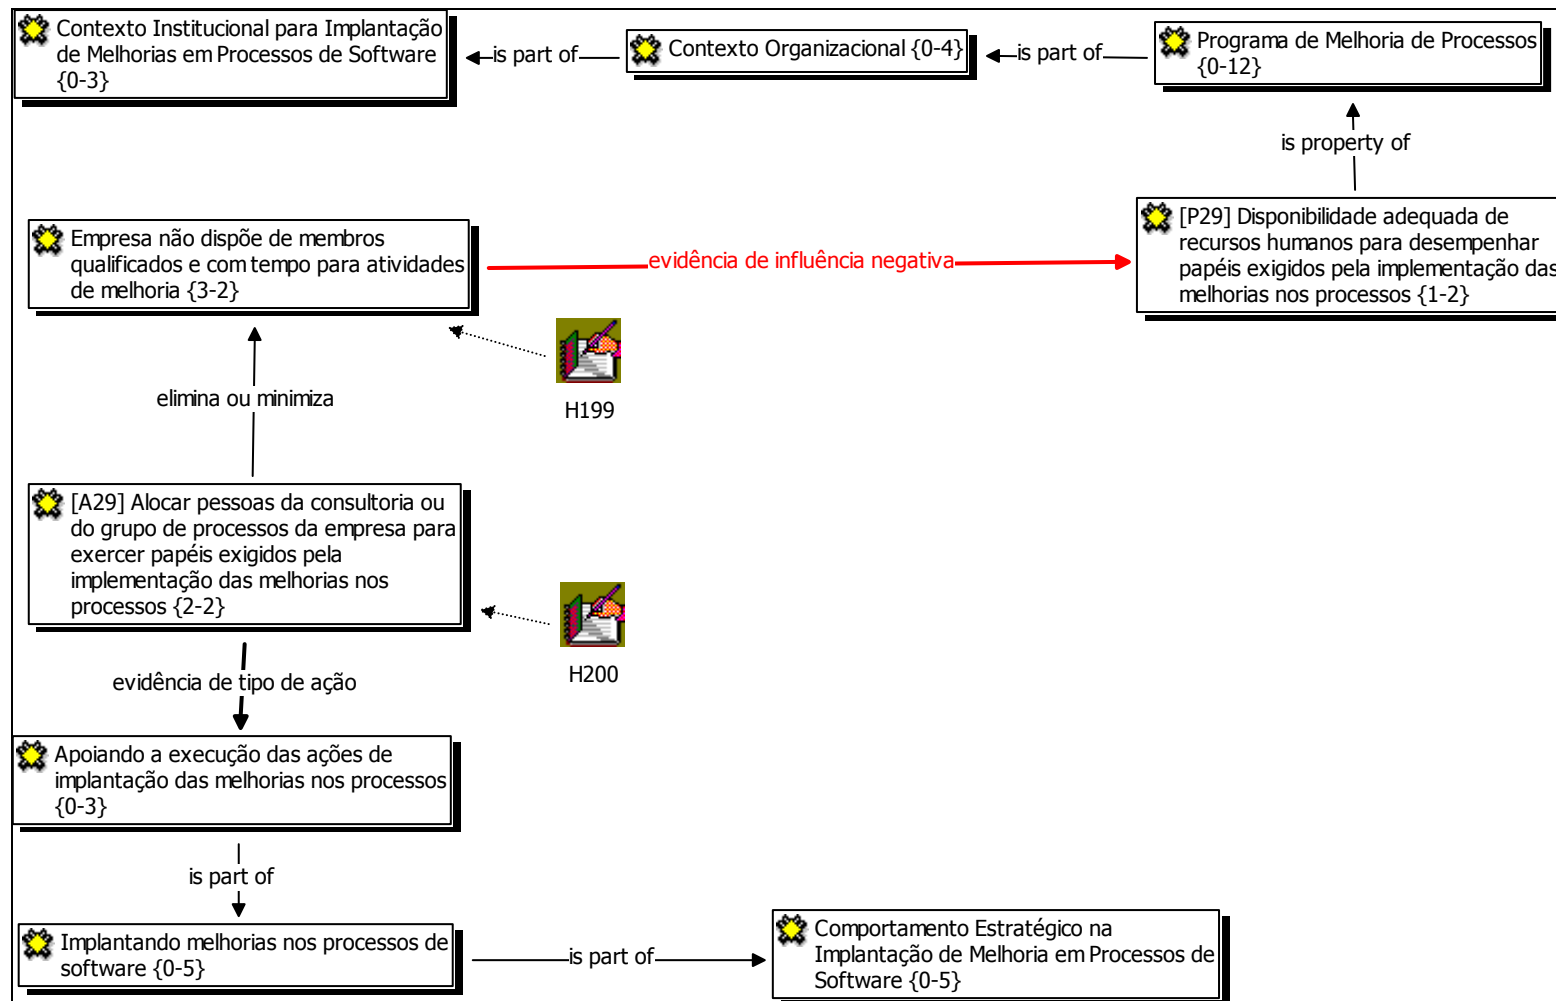 Contexto Institucional para Implantação
de Melhorias em Processos de Software
{0-3}
is part of
Contexto Organizacional {0-4}
is part of
Programa de Melhoria de Processos
{0-12}
is property of
Empresa não dispõe de membros
qualificados e com tempo para atividades
de melhoria {3-2}
evidência de influência negativa
[P29] Disponibilidade adequada de
recursos humanos para desempenhar
papéis exigidos pela implementação das
melhorias nos processos {1-2}
H199
elimina ou minimiza
[A29] Alocar pessoas da consultoria ou
do grupo de processos da empresa para
exercer papéis exigidos pela
implementação das melhorias nos
processos {2-2}
H200
evidência de tipo de ação
Apoiando a execução das ações de
implantação das melhorias nos processos
{0-3}
is part of
Implantando melhorias nos processos de
software {0-5}
is part of
Comportamento Estratégico na
Implantação de Melhoria em Processos de
Software {0-5}